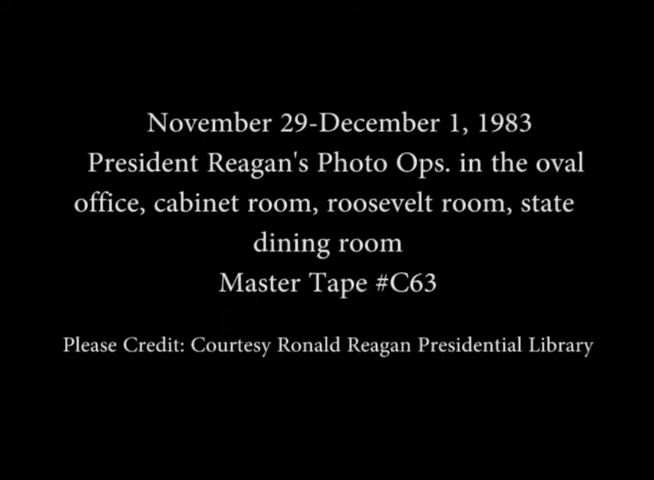 November 29-December 1, 1983
President Reagan's Photo Ops. in the oval
office, cabinet room, roosevelt room, state
dining room
Master Tape #C63
Please Credit: Courtesy Ronald Reagan Presidential Library